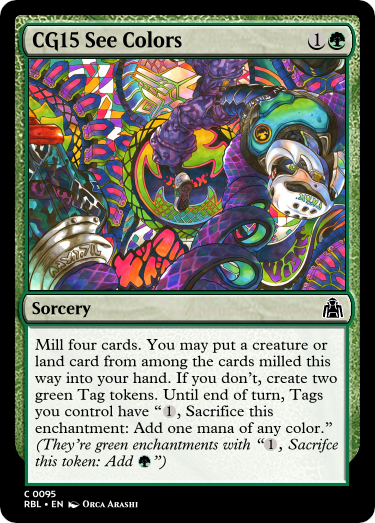 CG15 See Colors 1
Sorcery
Mill four cards. You may put a creature or
land card from among the cards milled this
way into your hand. If you don't, create two
green Tag tokens. Until end of turn, Tags
you control have “1, Sacrifice this
enchantment: Add one mana of any color.”
(They're green enchantments with “1, Sacrifce
this token: Add ”)
C 0095
RBL • EN Orca Arashi